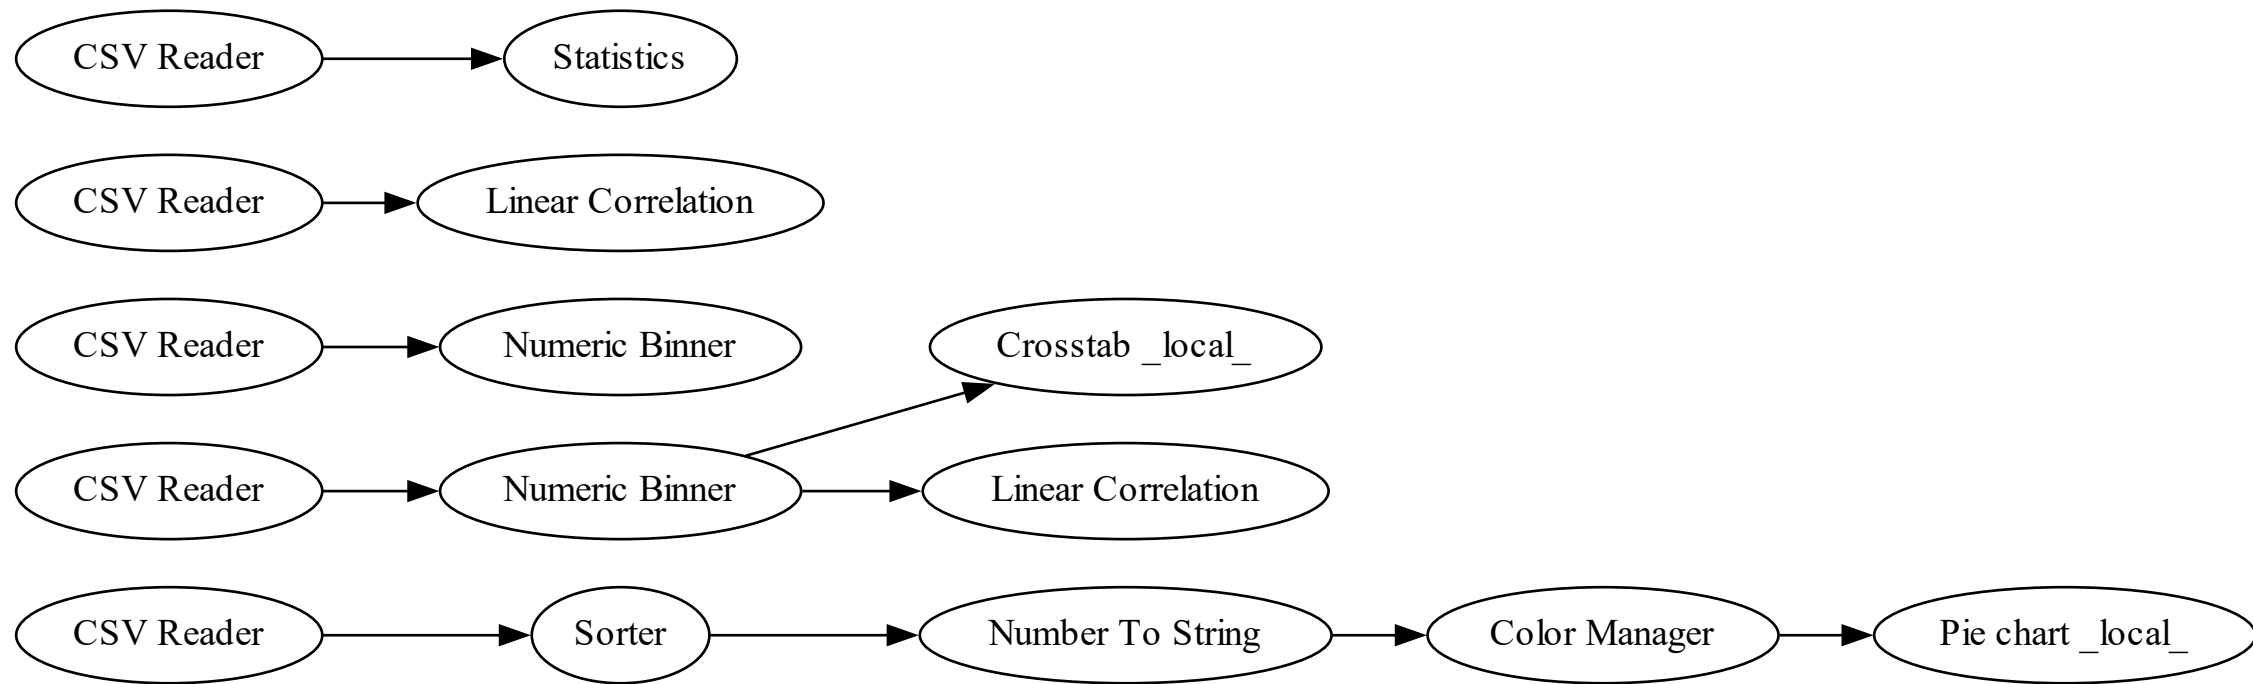 CSV Reader
Statistics
CSV Reader
Linear Correlation
CSV Reader
Numeric Binner
Crosstab _local_
CSV Reader
Numeric Binner
Linear Correlation
CSV Reader
Sorter
Number To String
Color Manager
Pie chart _local_